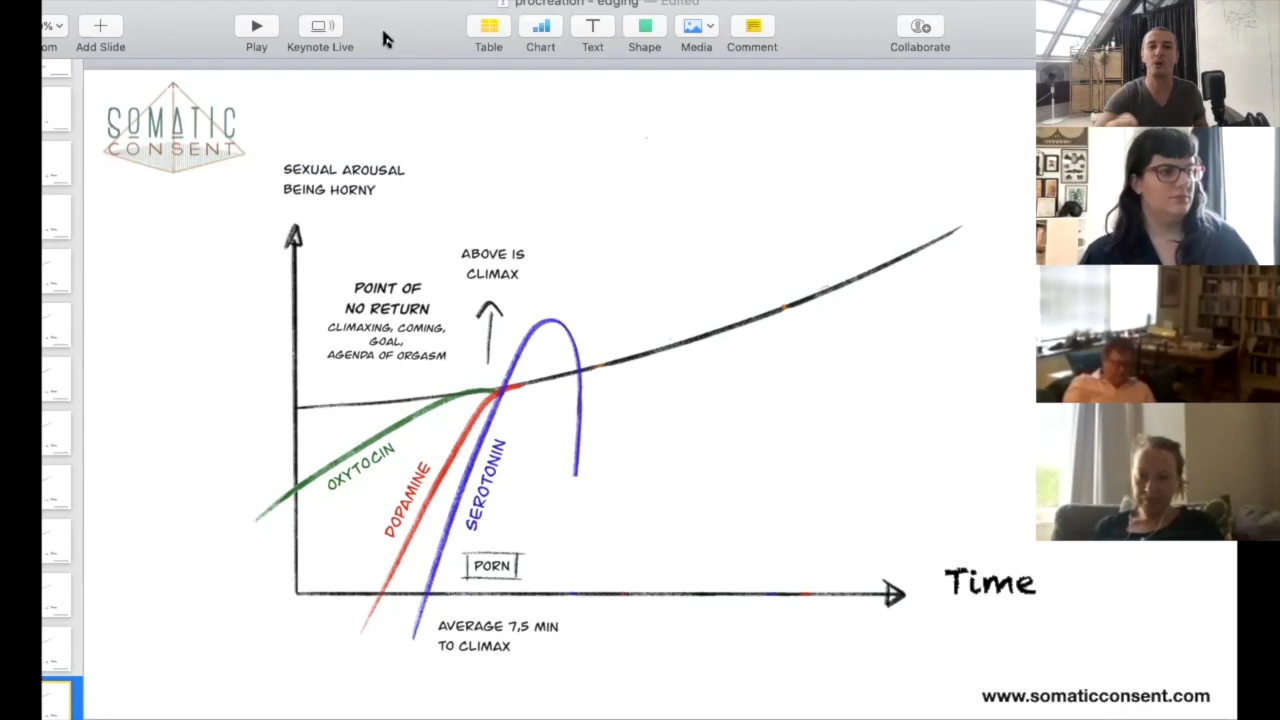 procreation - edging — Edited
% 
Add Slide
Play
Keynote Live
Table
Chart
Text
Shape
Media
Comment
Collaborate
SOMATIC
CONSENT
SEXUAL AROUSAL
BEING HORNY
ABOVE IS
CLIMAX
POINT OF
NO RETURN
CLIMAXING, COMING,
GOAL,
AGENDA OF ORGASM
OXYTOCIN
DOPAMINE
SEROTONIN
PORN
Time
AVERAGE 7,5 MIN
TO CLIMAX
www.somaticconsent.com